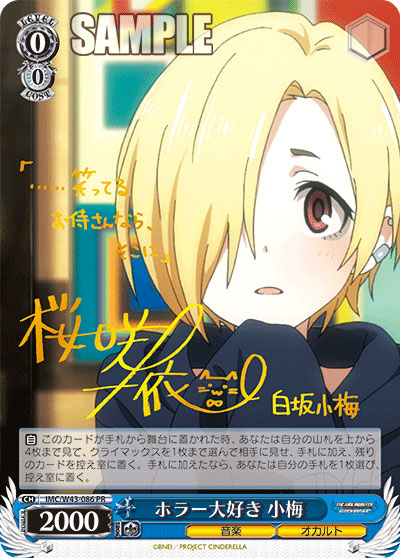 LEVEL
0
SAMPLE
0
COST
「……笑ってる
お侍さんなら、
そこに」
桜咲千依
白坂小梅
自 このカードが手札から舞台に置かれた時、あなたは自分の山札を上から
4枚まで見て、クライマックスを1枚まで選んで相手に見せ、手札に加え、残り
のカードを控え室に置く。手札に加えたなら、あなたは自分の手札を1枚選び、
控え室に置く。
CH IMC/W43-086 PR
POWER
2000
ホラー大好き 小梅
音楽
オカルト
©BNEI/PROJECT CINDERELLA